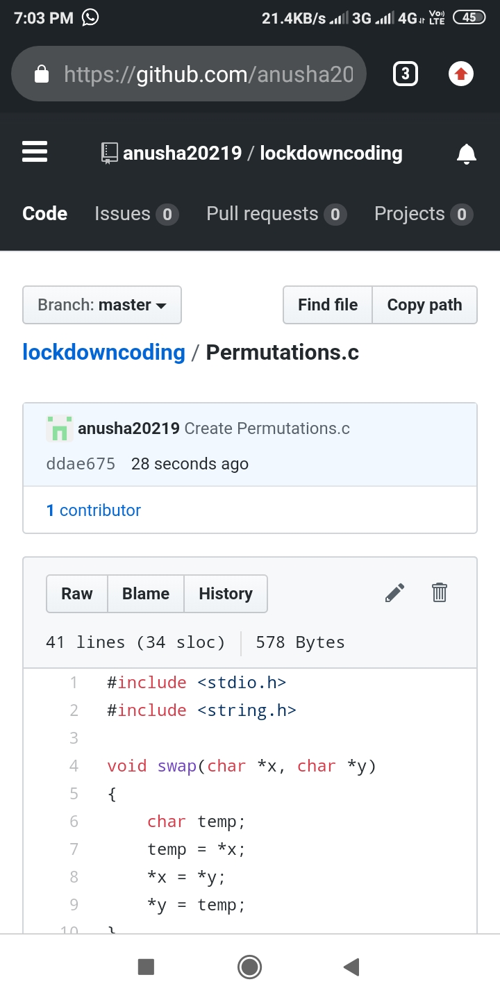 7:03 PM 21.4KB/s 3G 4G Vo) LTE 45
https://github.com/anusha20 3
anusha20219 / lockdowncoding
Code Issues 0 Pull requests 0 Projects 0
Branch: master Find file Copy path
lockdowncoding / Permutations.c
anusha20219 Create Permutations.c
ddae675 28 seconds ago
1 contributor
Raw Blame History
41 lines (34 sloc) 578 Bytes
1 #include <stdio.h>
2 #include <string.h>
3
4 void swap(char *x, char *y)
5 {
6     char temp;
7     temp = *x;
8     *x = *y;
9     *y = temp;
10 }